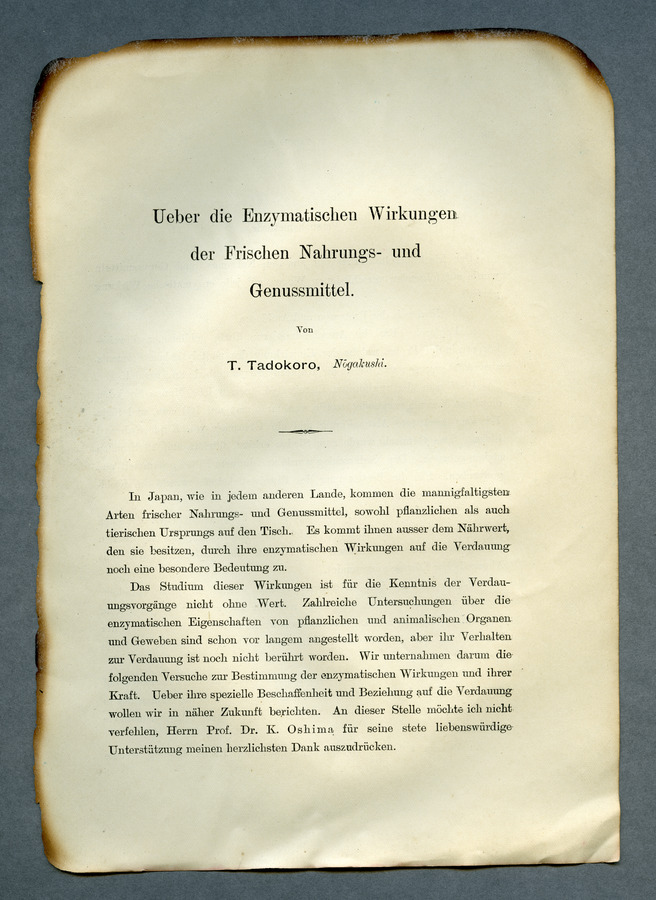 Ueber die Enzymatischen Wirkungen
der Frischen Nahrungs- und
Genussmittel.
Von
T. Tadokoro, Nōgakushi.
In Japan, wie in jedem anderen Lande, kommen die mannigfaltigsten
Arten frischer Nahrungs- und Genussmittel, sowohl pflanzlichen als auch
tierischen Ursprungs auf den Tisch. Es kommt ihnen ausser dem Nährwert,
den sie besitzen, durch ihre enzymatischen Wirkungen auf die Verdauung
noch eine besondere Bedeutung zu.
Das Studium dieser Wirkungen ist für die Kenntnis der Verdau-
ungsvorgänge nicht ohne Wert. Zahlreiche Untersuchungen über die
enzymatischen Eigenschaften von pflanzlichen und animalischen Organen
und Geweben sind schon vor langem angestellt worden, aber ihr Verhalten
zur Verdauung ist noch nicht berührt worden. Wir unternahmen darum die
folgenden Versuche zur Bestimmung der enzymatischen Wirkungen und ihrer
Kraft. Ueber ihre spezielle Beschaffenheit und Beziehung auf die Verdauung
wollen wir in näher Zukunft berichten. An dieser Stelle möchte ich nicht
verfehlen, Herrn Prof. Dr. K. Oshima für seine stete liebenswürdige
Unterstützung meinen herzlichsten Dank auszudrücken.